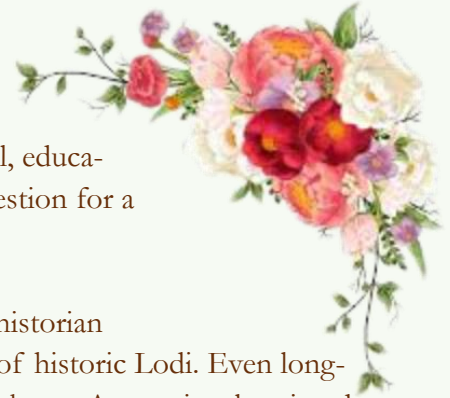 l, educa-
estion for a
historian
of historic Lodi. Even long-